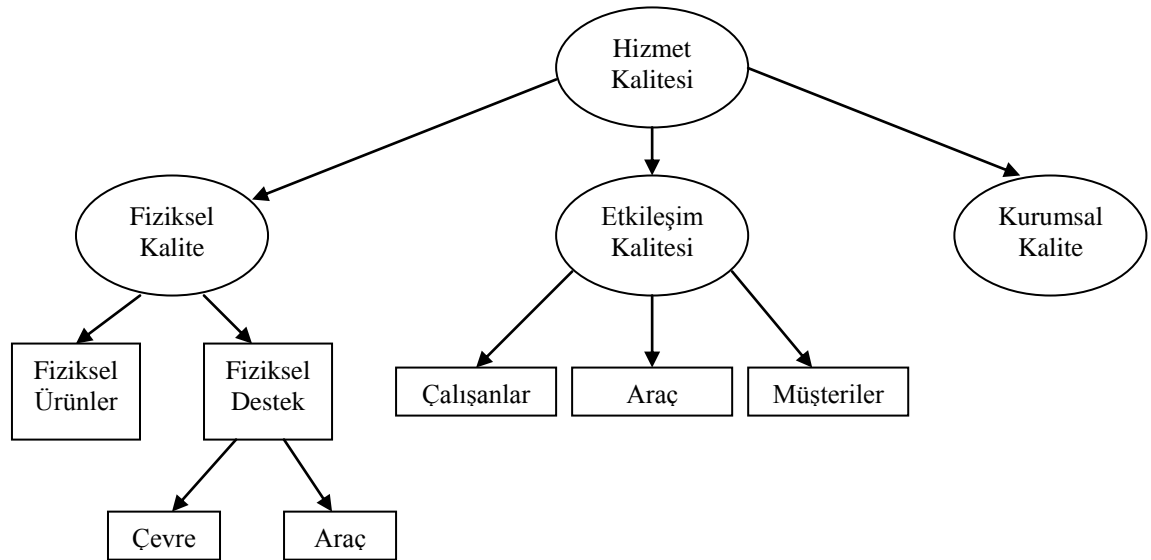 Hizmet
Kalitesi
Fiziksel
Kalite
Etkileşim
Kalitesi
Kurumsal
Kalite
Fiziksel
Ürünler
Fiziksel
Destek
Çalışanlar
Araç
Müşteriler
Çevre
Araç